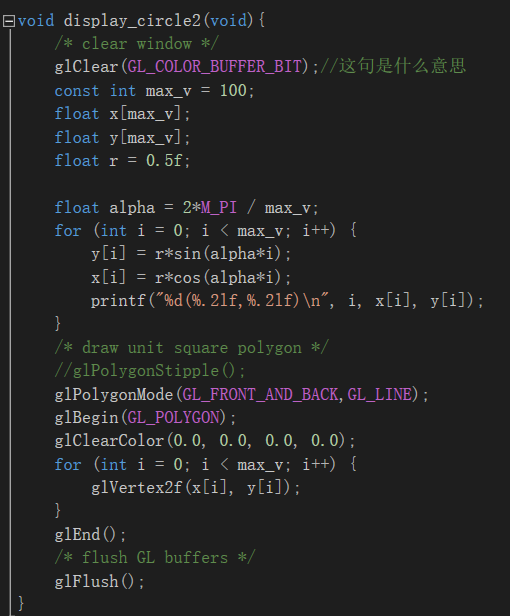 void display_circle2(void){
/* clear window */
glClear(GL_COLOR_BUFFER_BIT);//这句是什么意思
const int max_v = 100;
float x[max_v];
float y[max_v];
float r = 0.5f;
float alpha = 2*M_PI / max_v;
for (int i = 0; i < max_v; i++) {
y[i] = r*sin(alpha*i);
x[i] = r*cos(alpha*i);
printf("%d(%.2lf,%.2lf)\n", i, x[i], y[i]);
}
/* draw unit square polygon */
//glPolygonStipple();
glPolygonMode(GL_FRONT_AND_BACK,GL_LINE);
glBegin(GL_POLYGON);
glClearColor(0.0, 0.0, 0.0, 0.0);
for (int i = 0; i < max_v; i++) {
glVertex2f(x[i], y[i]);
}
glEnd();
/* flush GL buffers */
glFlush();
}